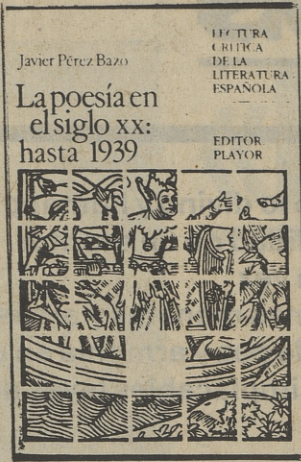 Javier Pérez Bazo
La poesía en
el siglo xx:
hasta 1939
LECTURA
CRITICA
DE LA
LITERATURA
ESPAÑOLA
EDITOR
PLAYOR